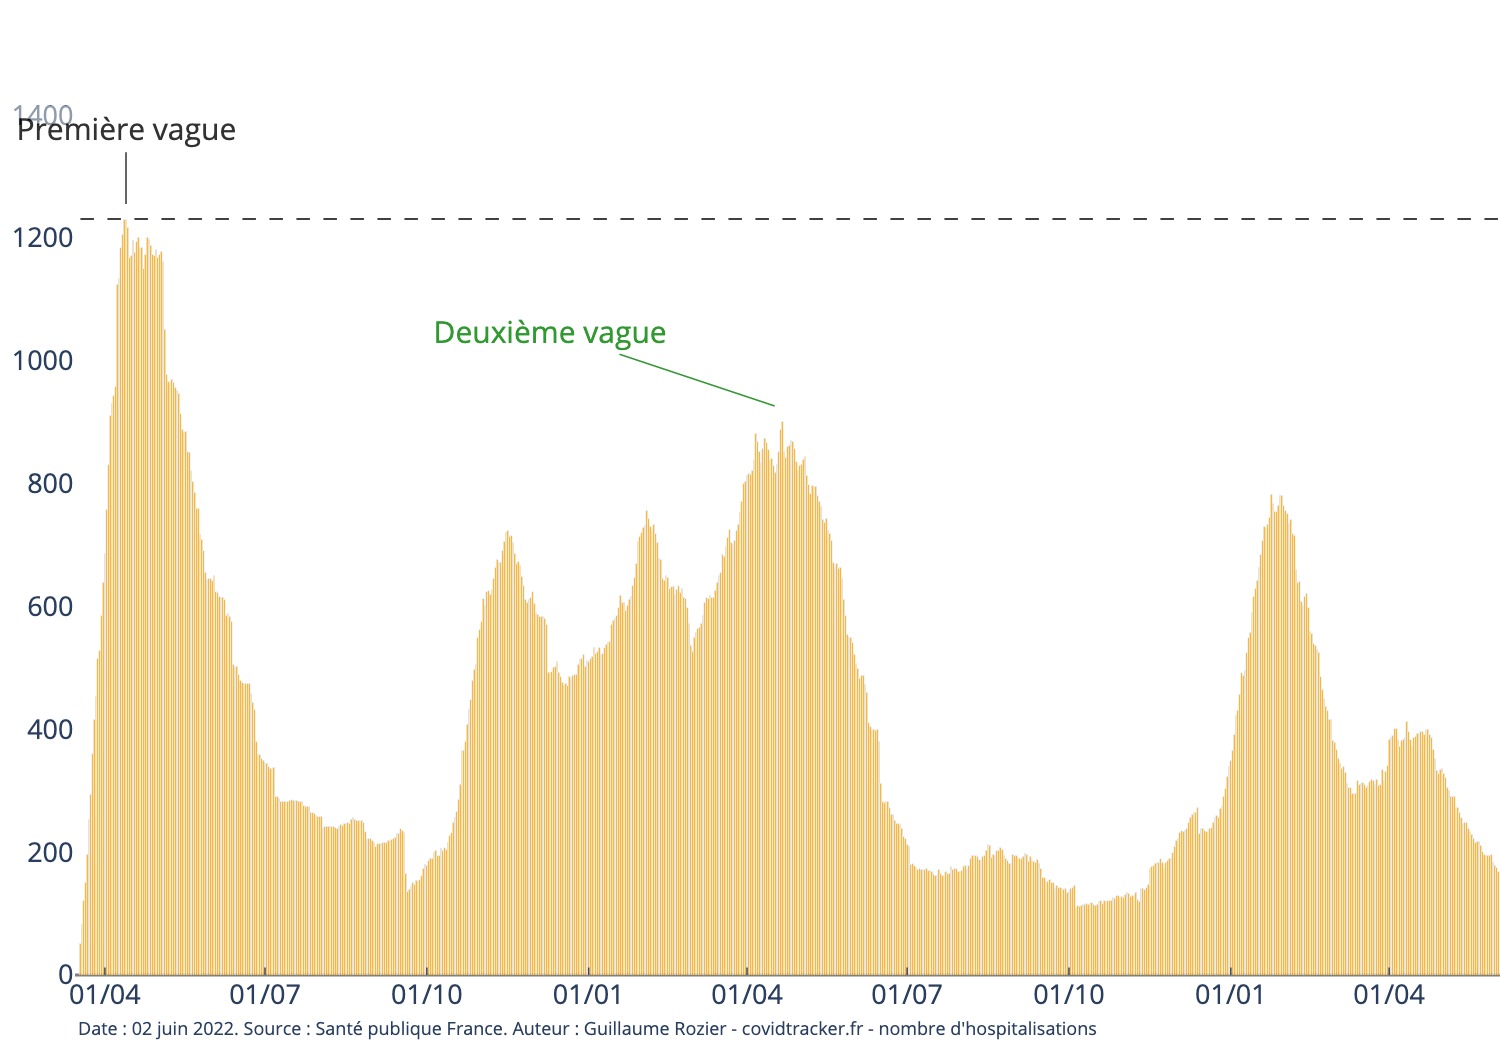 1400
Première vague
1200
Deuxième vague
1000
800
600
400
200
0
01/04 01/07 01/10 01/01 01/04 01/07 01/10 01/01 01/04
Date : 02 juin 2022. Source : Santé publique France. Auteur : Guillaume Rozier - covidtracker.fr - nombre d'hospitalisations